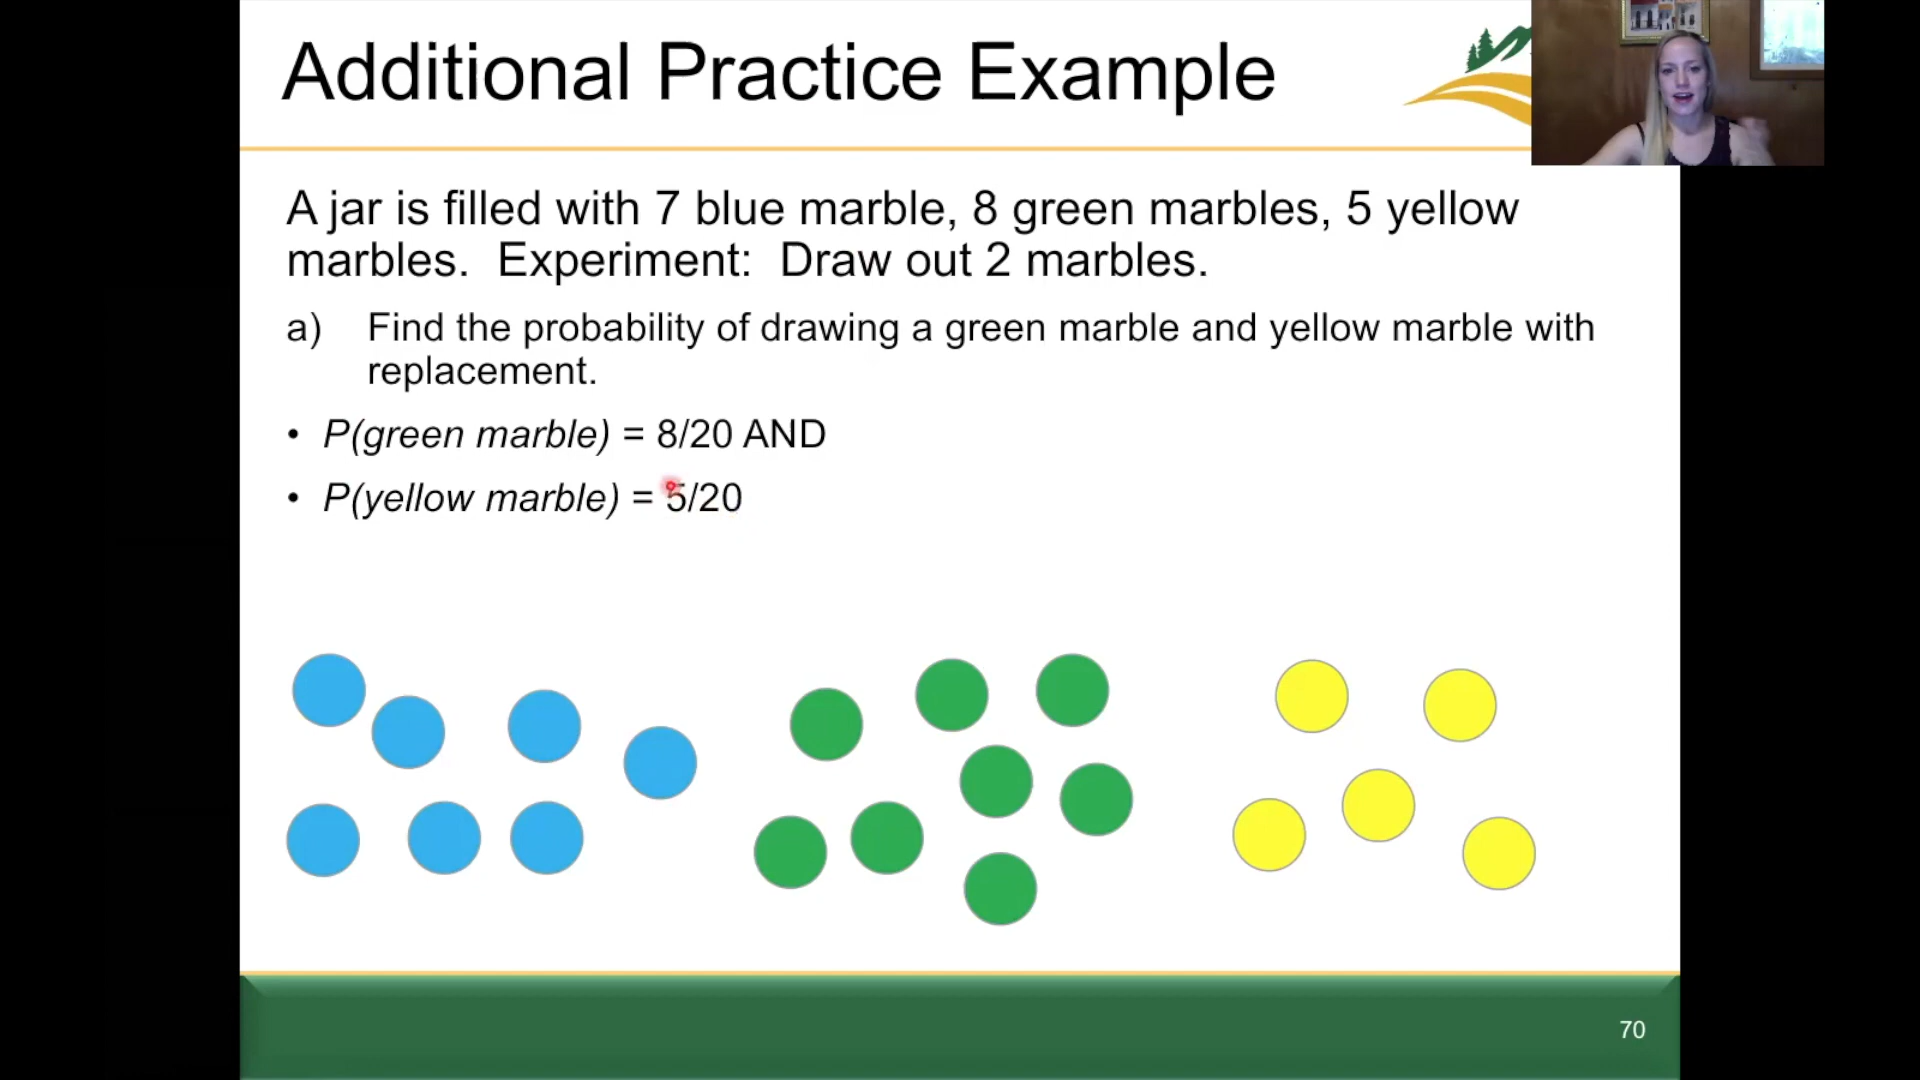 Additional Practice Example
A jar is filled with 7 blue marble, 8 green marbles, 5 yellow
marbles.  Experiment:  Draw out 2 marbles.
a) Find the probability of drawing a green marble and yellow marble with
replacement.
• P(green marble) = 8/20 AND
• P(yellow marble) = 5/20
70